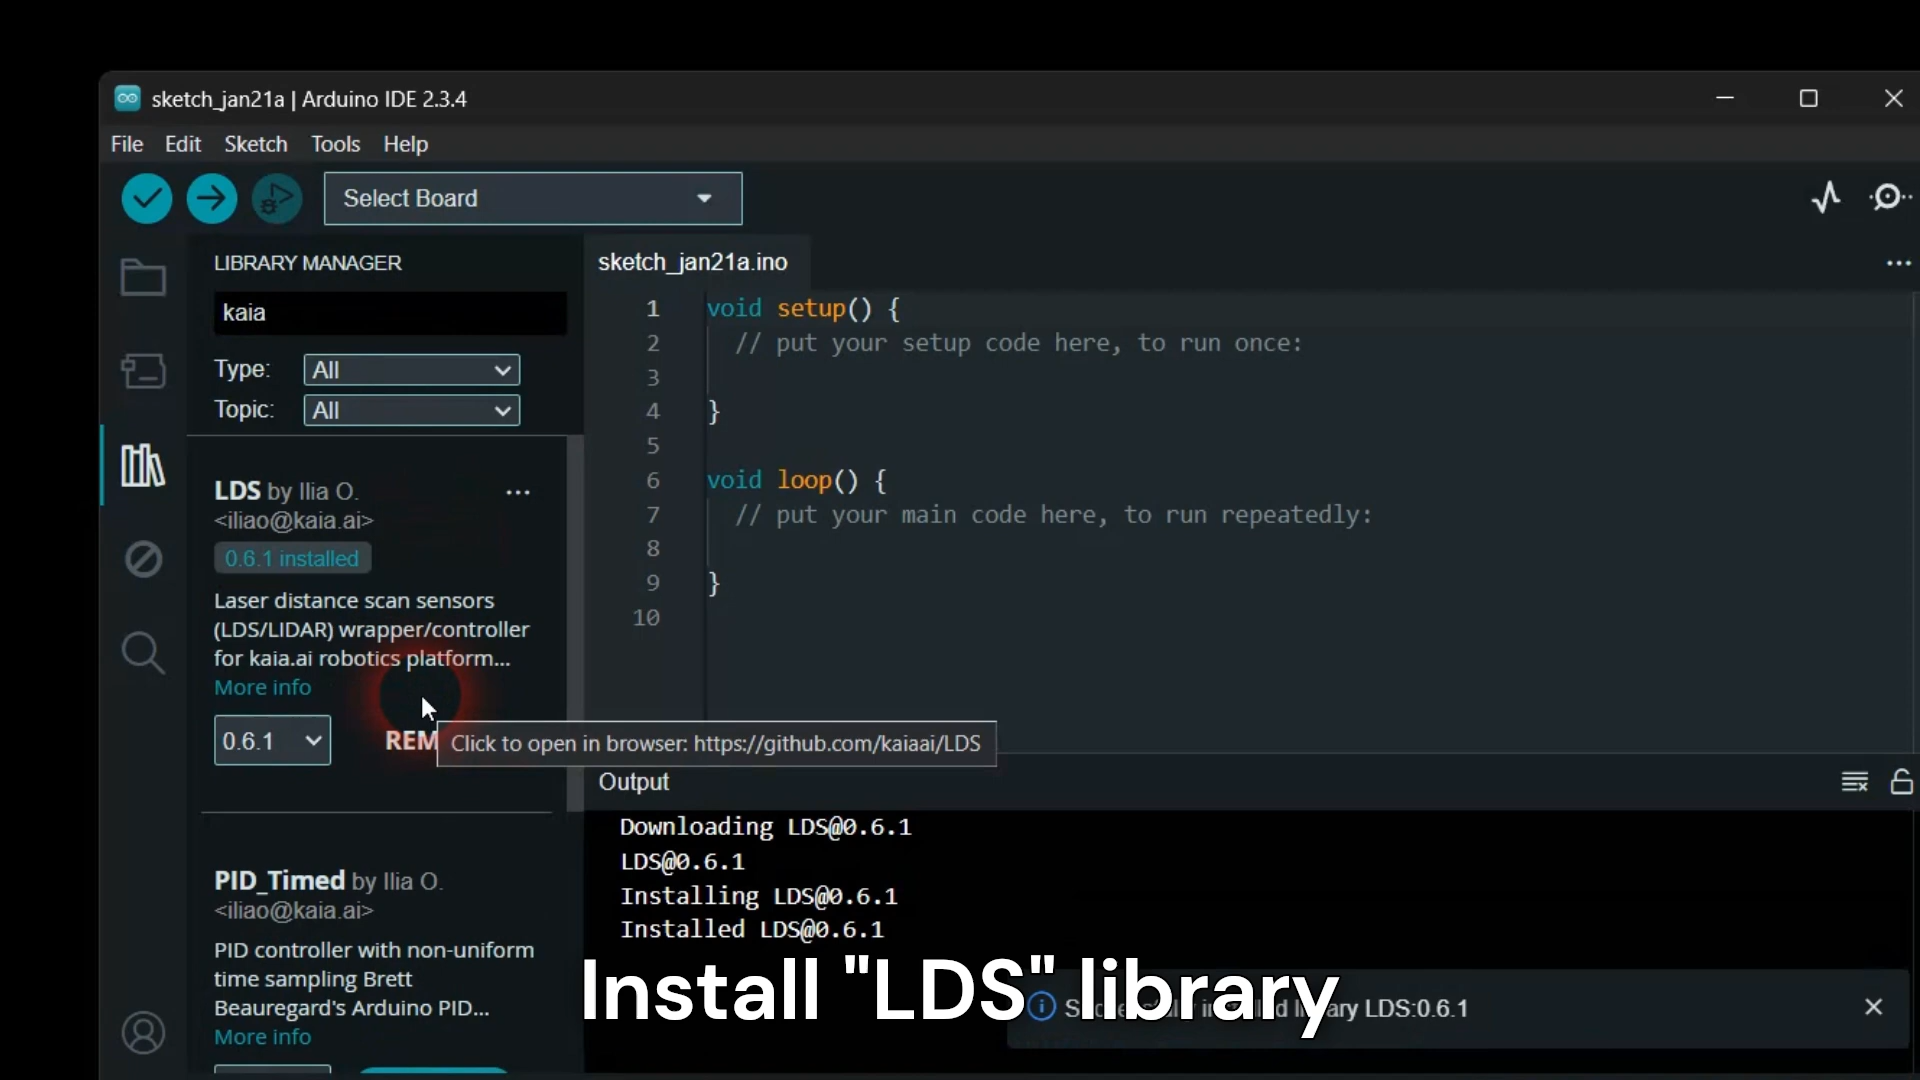 sketch_jan21a | Arduino IDE 2.3.4
File Edit Sketch Tools Help
Select Board
LIBRARY MANAGER
kaia
Type: All
Topic: All
LDS by Ilia O.
<iliao@kaia.ai>
0.6.1 installed
Laser distance scan sensors
(LDS/LIDAR) wrapper/controller
for kaia.ai robotics platform...
More info
0.6.1
REM
Click to open in browser: https://github.com/kaiaai/LDS
PID_Timed by Ilia O.
<iliao@kaia.ai>
PID controller with non-uniform
time sampling Brett
Beauregard's Arduino PID...
More info
sketch_jan21a.ino
1 void setup() {
2 // put your setup code here, to run once:
3
4 }
5
6 void loop() {
7 // put your main code here, to run repeatedly:
8
9 }
10
Output
Downloading LDS@0.6.1
LDS@0.6.1
Installing LDS@0.6.1
Installed LDS@0.6.1
Install "LDS" library
Successfully installed library LDS:0.6.1